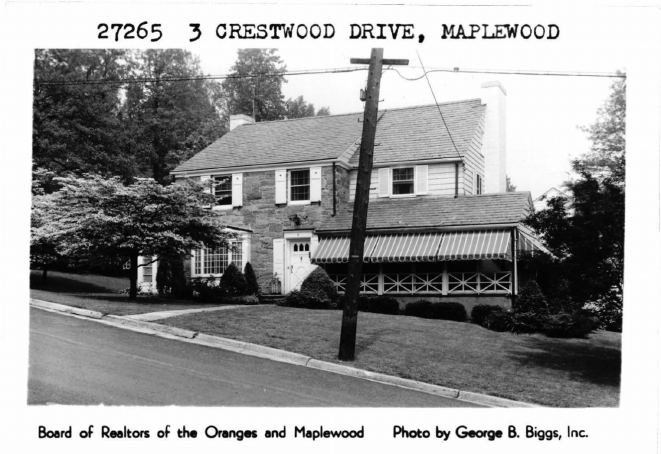 27265 3 CRESTWOOD DRIVE, MAPLEWOOD
Board of Realtors of the Oranges and Maplewood Photo by George B. Biggs, Inc.